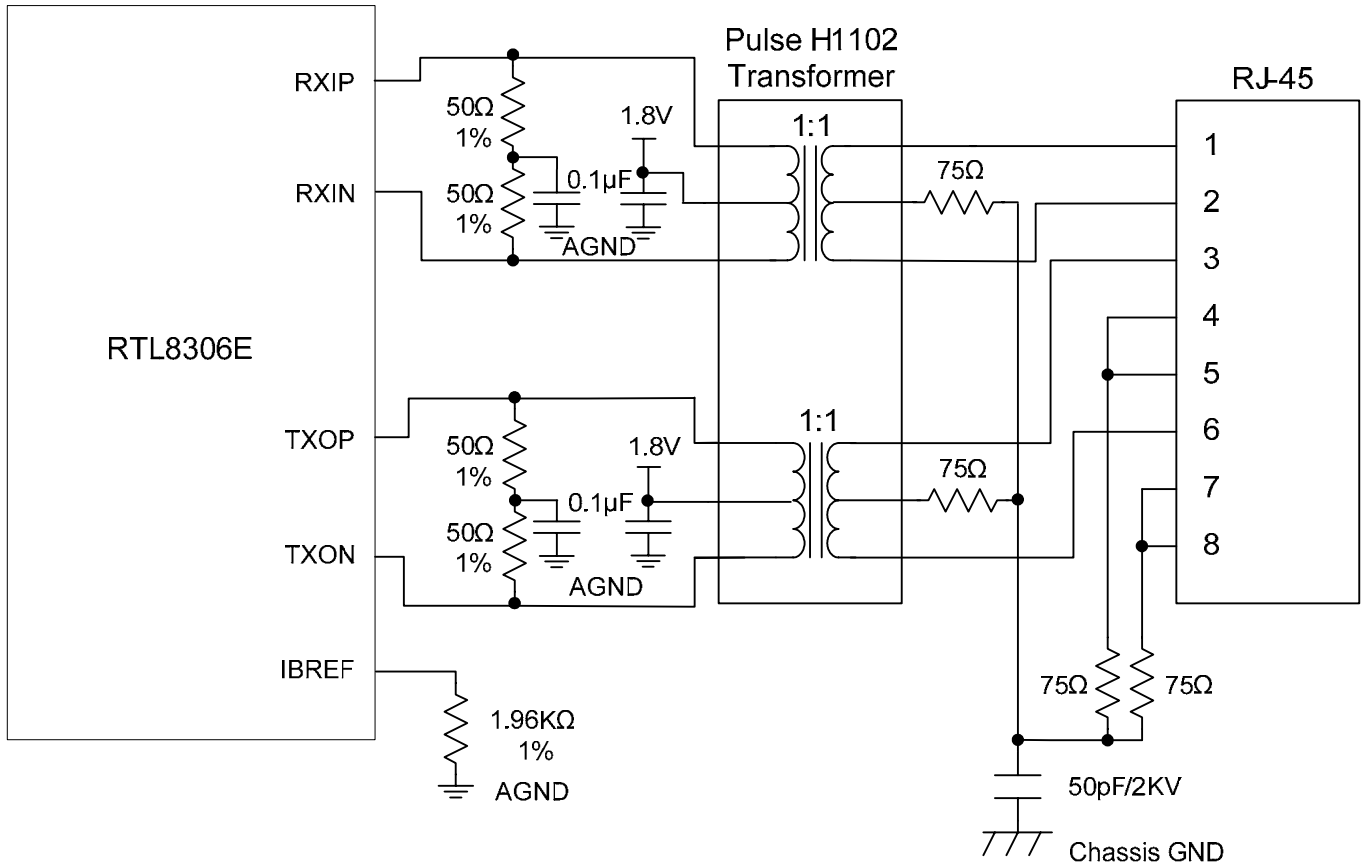 Pulse H1102
Transformer
RJ-45
RXIP
50Ω
1%
1.8V
1:1
1
75Ω
RXIN
50Ω
1%
0.1µF
2
AGND
3
4
RTL8306E
5
TXOP
50Ω
1%
1.8V
1:1
6
75Ω
7
0.1µF
TXON
50Ω
1%
8
AGND
IBREF
75Ω
75Ω
1.96KΩ
1%
AGND
50pF/2KV
Chassis GND